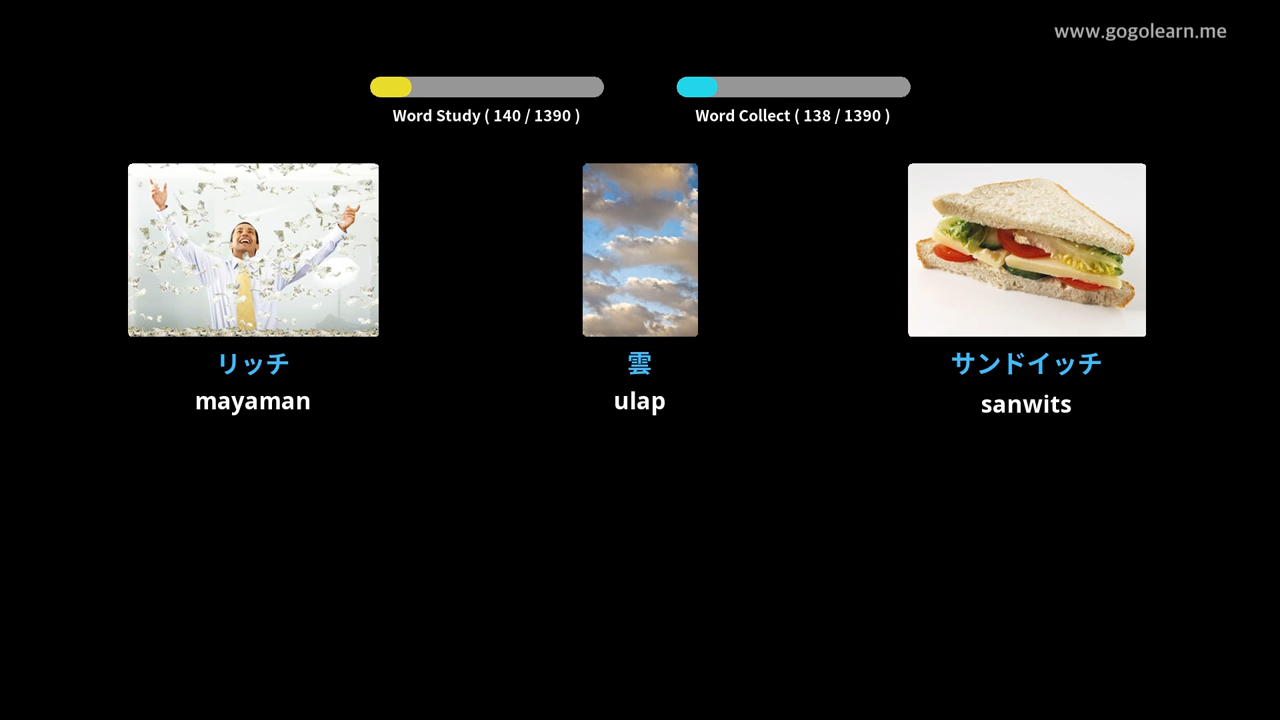 www.gogolearn.me
Word Study ( 140 / 1390 )
Word Collect ( 138 / 1390 )
リッチ
mayaman
雲
ulap
サンドイッチ
sanwits